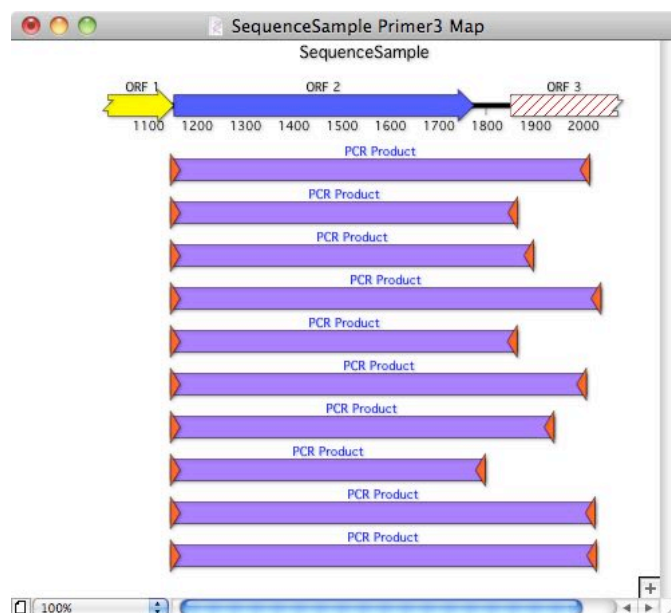 SequenceSample Primer3 Map
SequenceSample
ORF 1 ORF 2 ORF 3
1100 1200 1300 1400 1500 1600 1700 1800 1900 2000
PCR Product
PCR Product
PCR Product
PCR Product
PCR Product
PCR Product
PCR Product
PCR Product
PCR Product
PCR Product
100%